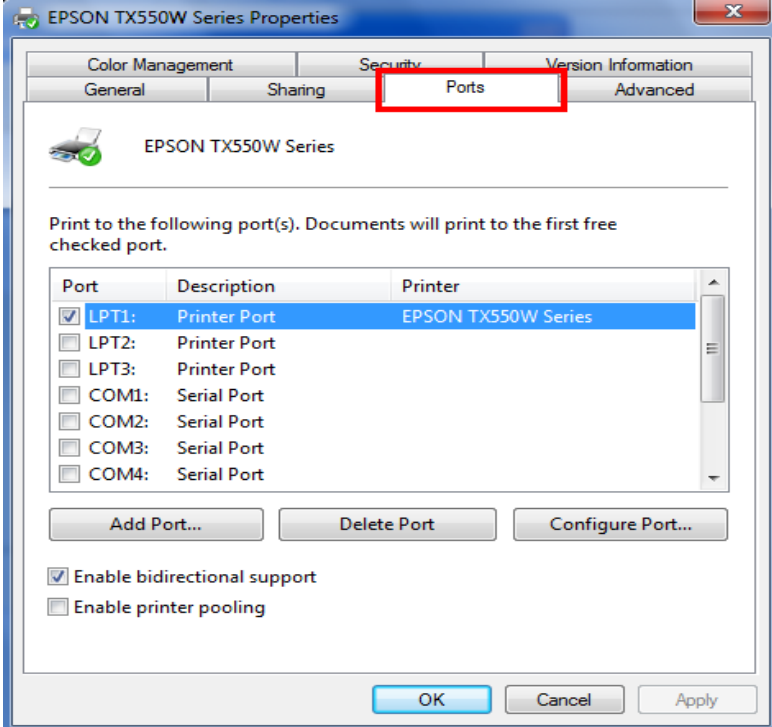 EPSON TX550W Series Properties
Color Management Security Version Information
General Sharing Ports Advanced
EPSON TX550W Series
Print to the following port(s). Documents will print to the first free
checked port.
Port Description Printer
LPT1: Printer Port EPSON TX550W Series
LPT2: Printer Port
LPT3: Printer Port
COM1: Serial Port
COM2: Serial Port
COM3: Serial Port
COM4: Serial Port
Add Port... Delete Port Configure Port...
Enable bidirectional support
Enable printer pooling
OK Cancel Apply